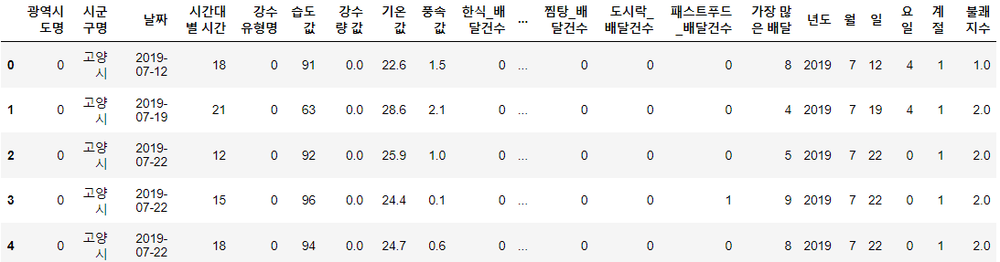 광역시도명 시군구명 날짜 시간대별 시간 강수유형명 습도값 강수량 값 기온값 풍속값 한식_배달건수 ... 찜탕_배달건수 도시락_배달건수 패스트푸드_배달건수 가장 많은 배달 년도 월 일 요일 계절 불쾌지수
0 0 고양시 2019-07-12 18 0 91 0.0 22.6 1.5 0 ... 0 0 0 8 2019 7 12 4 1 1.0
1 0 고양시 2019-07-19 21 0 63 0.0 28.6 2.1 0 ... 0 0 0 4 2019 7 19 4 1 2.0
2 0 고양시 2019-07-22 12 0 92 0.0 25.9 1.0 0 ... 0 0 0 5 2019 7 22 0 1 2.0
3 0 고양시 2019-07-22 15 0 96 0.0 24.4 0.1 0 ... 0 0 1 9 2019 7 22 0 1 2.0
4 0 고양시 2019-07-22 18 0 94 0.0 24.7 0.6 0 ... 0 0 0 8 2019 7 22 0 1 2.0